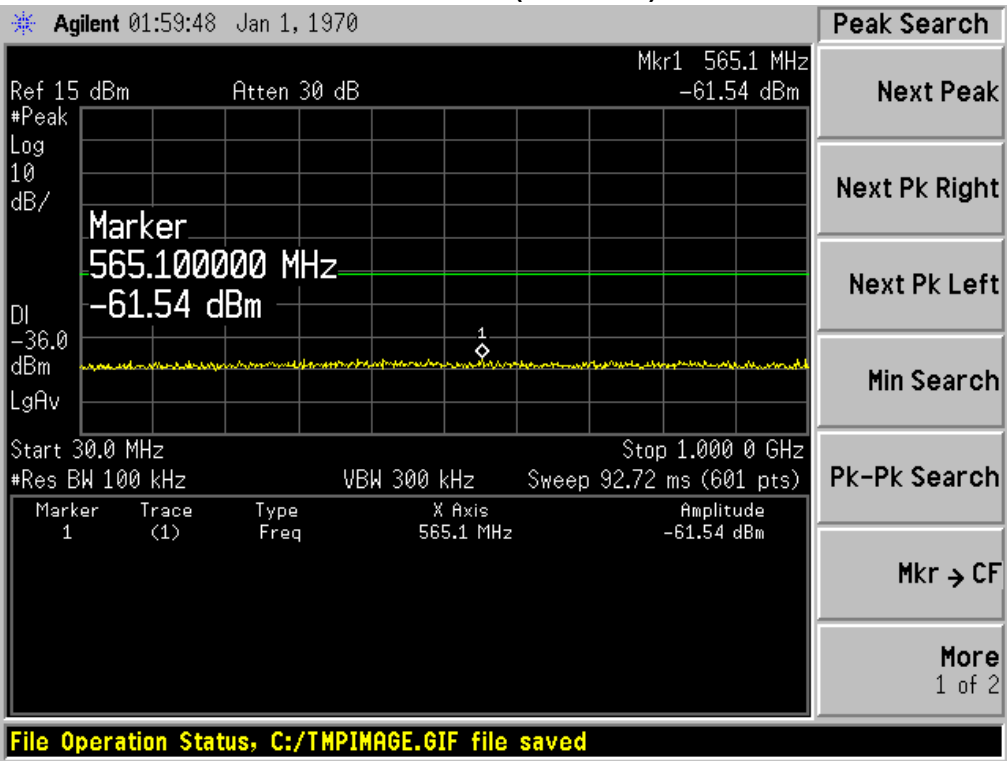 Agilent 01:59:48 Jan 1, 1970
Peak Search
Mkr1 565.1 MHz
Ref 15 dBm Atten 30 dB -61.54 dBm
#Peak
Log
10
dB/
Marker
565.100000 MHz
-61.54 dBm
DI
-36.0
dBm
LgAv
1
Start 30.0 MHz Stop 1.000 0 GHz
#Res BW 100 kHz VBW 300 kHz Sweep 92.72 ms (601 pts)
Marker Trace Type X Axis Amplitude
1 (1) Freq 565.1 MHz -61.54 dBm
Next Peak
Next Pk Right
Next Pk Left
Min Search
Pk-Pk Search
Mkr → CF
More
1 of 2
File Operation Status, C:/TMPIMAGE.GIF file saved